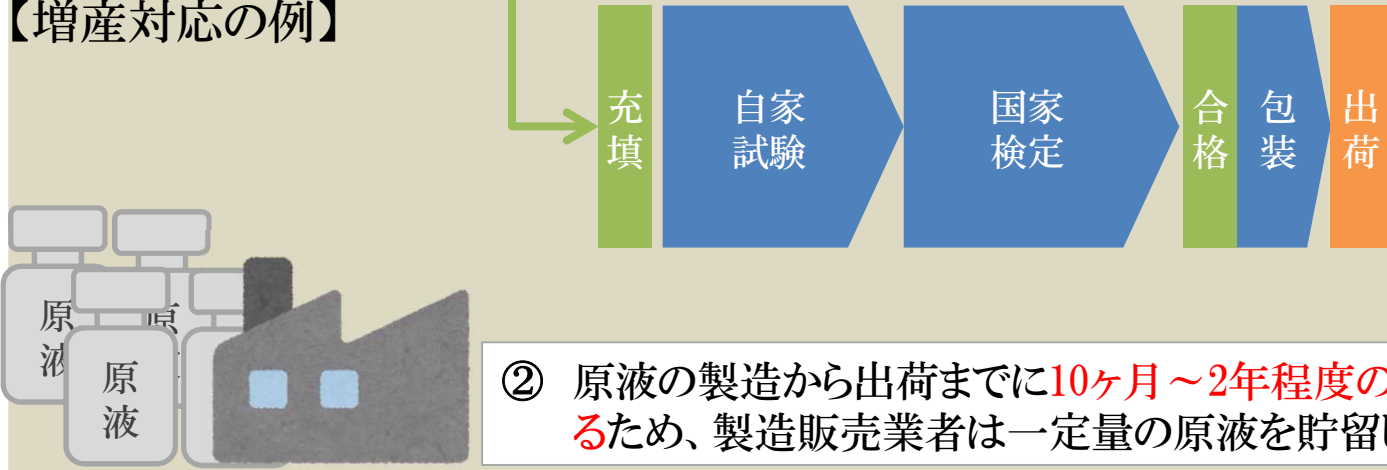 【増産対応の例】
充填
自家
試験
国家
検定
合格
包装
出荷
原液
原
原液
② 原液の製造から出荷までに10ヶ月～2年程度の
るため、製造販売業者は一定量の原液を貯留